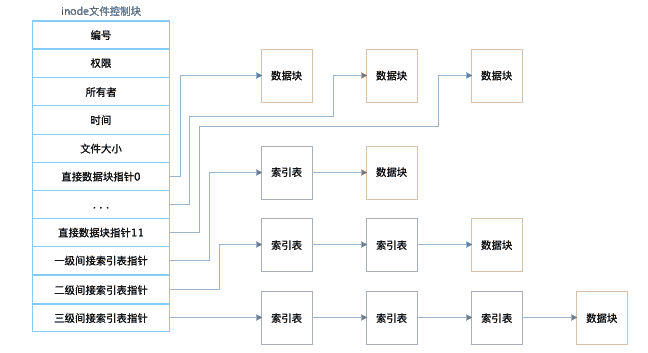 inode文件控制块
编号
权限
所有者
时间
文件大小
直接数据块指针0
...
直接数据块指针11
一级间接索引表指针
二级间接索引表指针
三级间接索引表指针
数据块 数据块 数据块
索引表 数据块
索引表 索引表 数据块
索引表 索引表 索引表 数据块